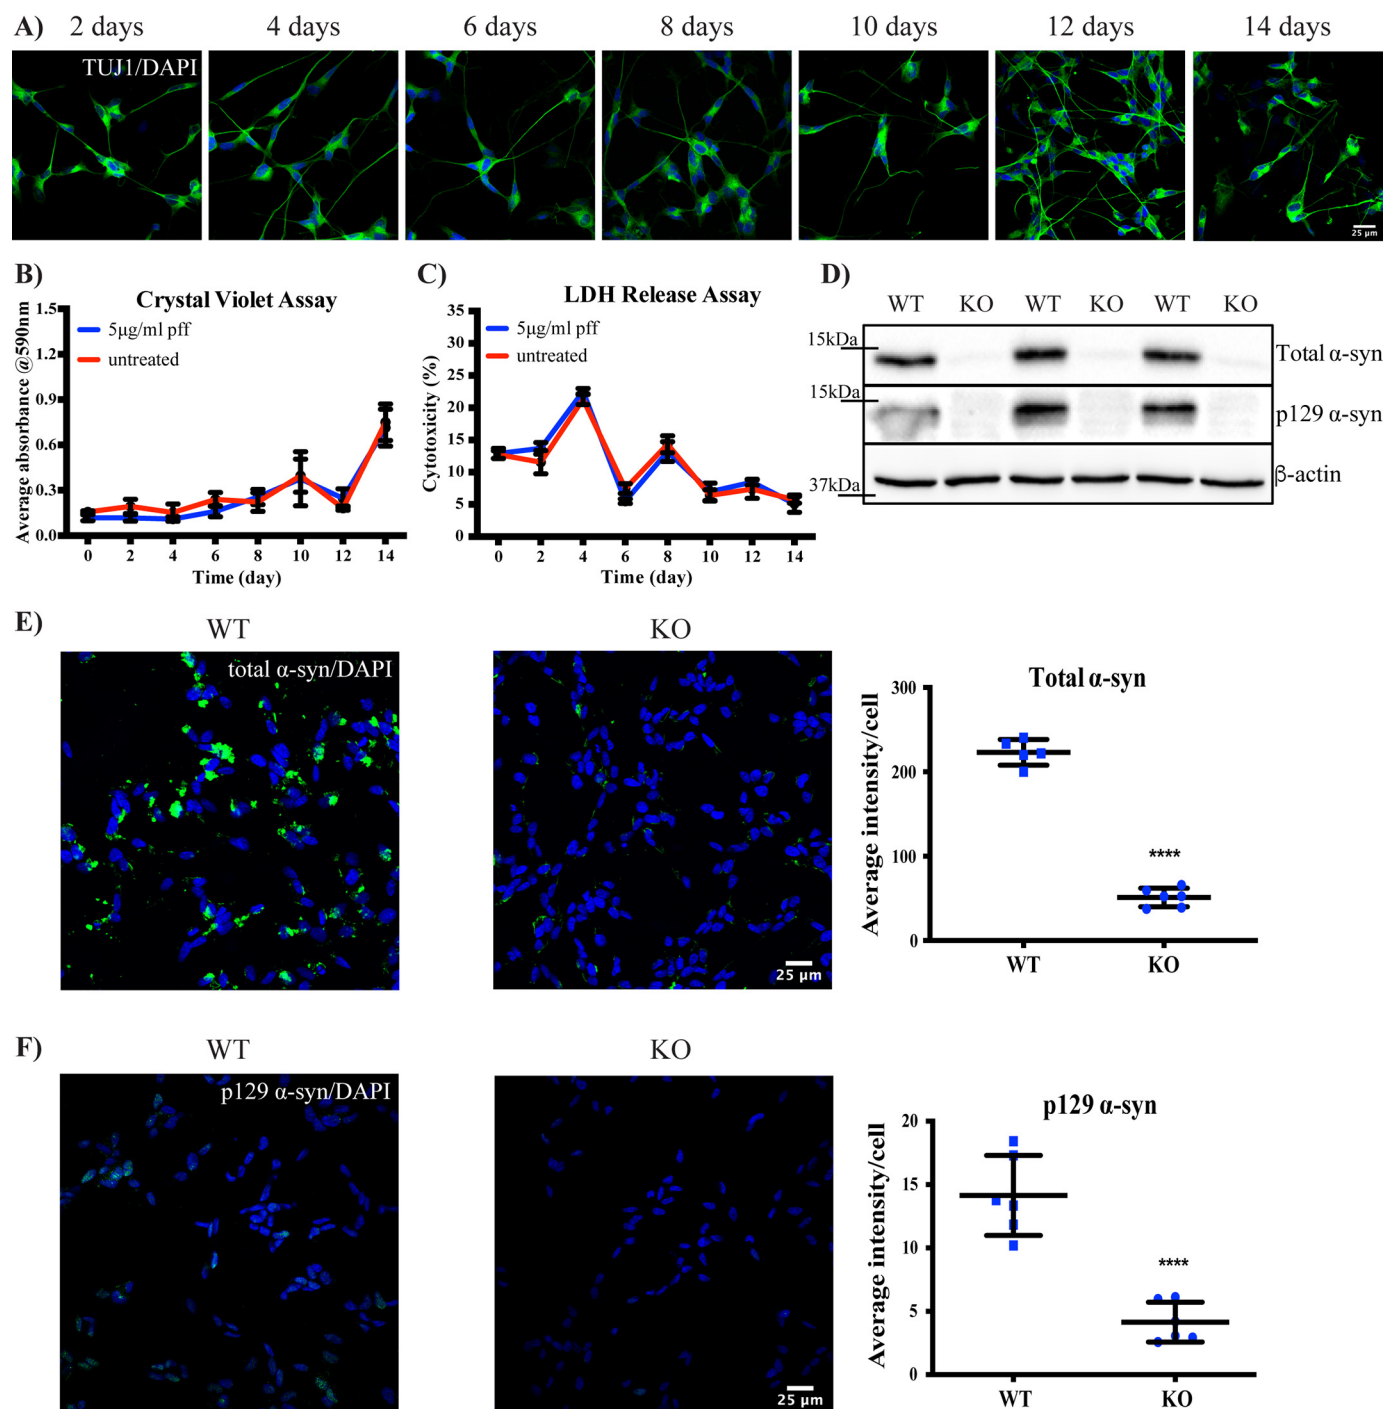 A) 2 days 4 days 6 days 8 days 10 days 12 days 14 days
TUJ1/DAPI
25 µm
B)
Crystal Violet Assay
5µg/ml pff
untreated
Average absorbance @590nm
1.5
1.2
0.9
0.6
0.3
0.0
0 2 4 6 8 10 12 14
Time (day)
C)
LDH Release Assay
5µg/ml pff
untreated
Cytotoxicity (%)
35
30
25
20
15
10
5
0
0 2 4 6 8 10 12 14
Time (day)
D)
WT KO WT KO WT KO
15kDa
Total α-syn
15kDa
p129 α-syn
37kDa
β-actin
E)
WT
total α-syn/DAPI
KO
25 µm
Total α-syn
Average intensity/cell
300
200
100
0
****
WT KO
F)
WT
p129 α-syn/DAPI
KO
25 µm
p129 α-syn
Average intensity/cell
20
15
10
5
0
****
WT KO